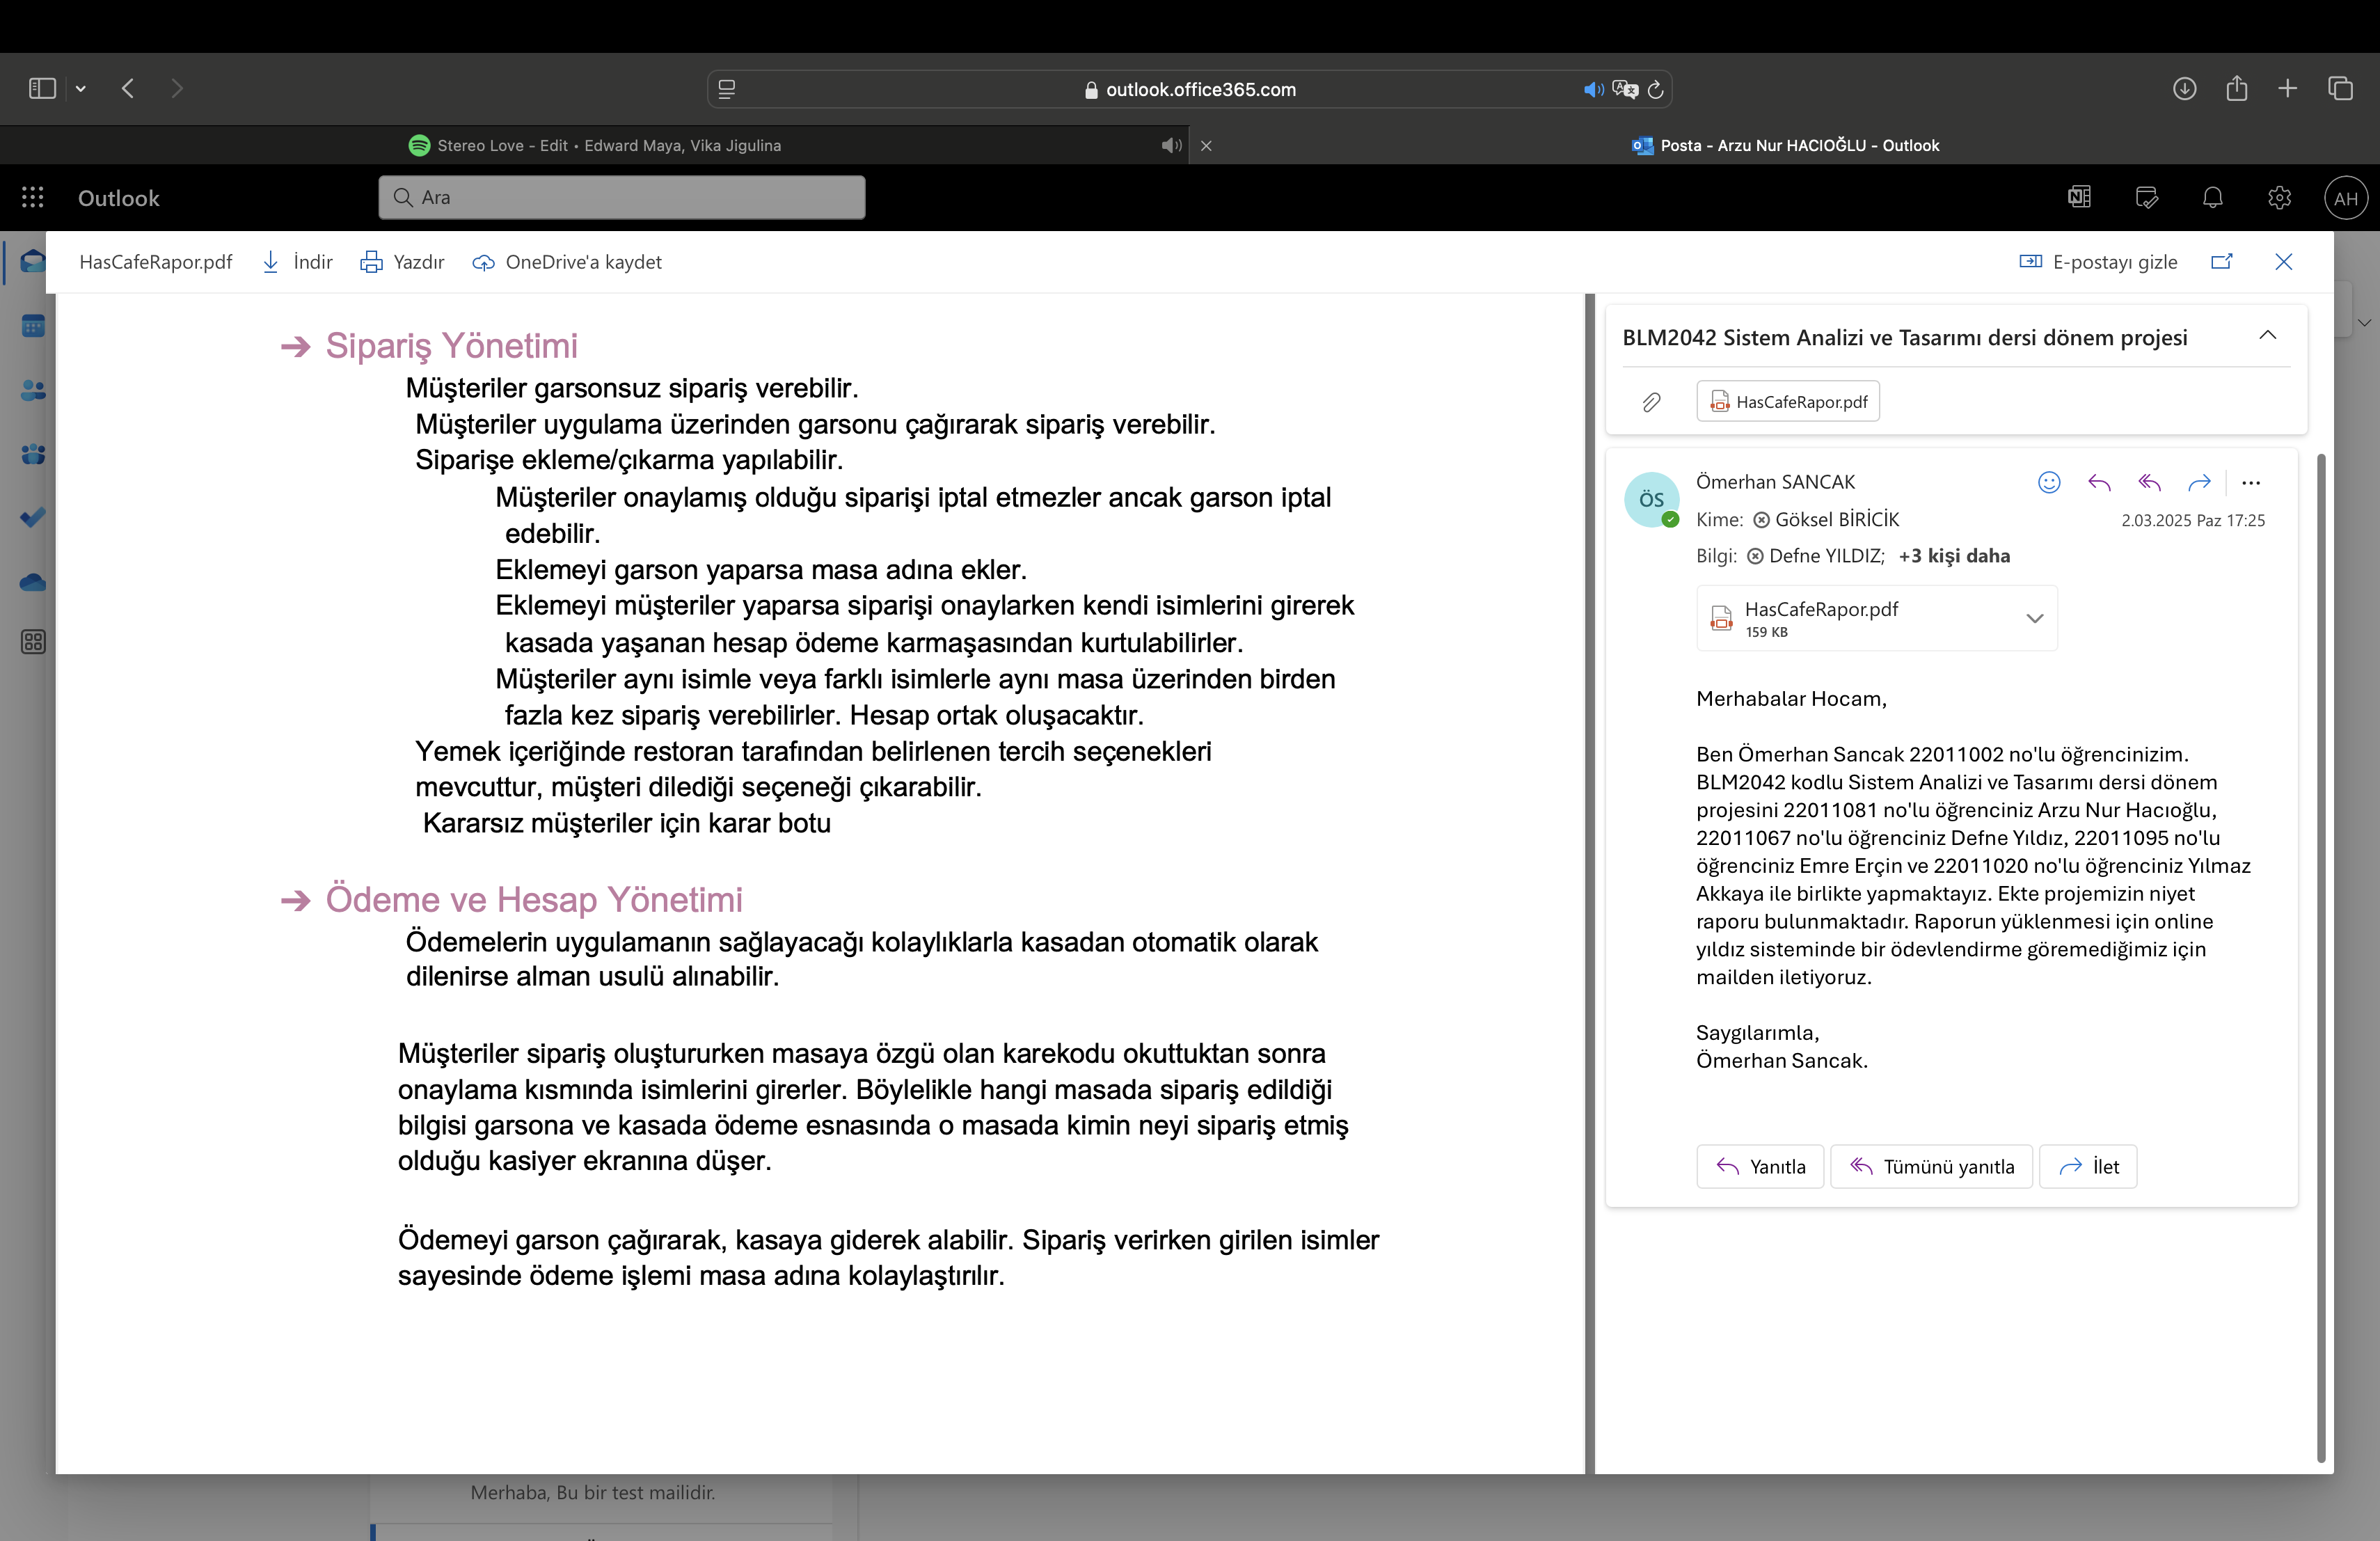 outlook.office365.com
Stereo Love - Edit • Edward Maya, Vika Jigulina
Posta - Arzu Nur HACIOĞLU - Outlook
Outlook
Ara
AH
HasCafeRapor.pdf
İndir
Yazdır
OneDrive'a kaydet
E-postayı gizle
➔ Sipariş Yönetimi
Müşteriler garsonsuz sipariş verebilir.
Müşteriler uygulama üzerinden garsonu çağırarak sipariş verebilir.
Siparişe ekleme/çıkarma yapılabilir.
Müşteriler onaylamış olduğu siparişi iptal etmezler ancak garson iptal
edebilir.
Eklemeyi garson yaparsa masa adına ekler.
Eklemeyi müşteriler yaparsa siparişi onaylarken kendi isimlerini girerek
kasada yaşanan hesap ödeme karmaşasından kurtulabilirler.
Müşteriler aynı isimle veya farklı isimlerle aynı masa üzerinden birden
fazla kez sipariş verebilirler. Hesap ortak oluşacaktır.
Yemek içeriğinde restoran tarafından belirlenen tercih seçenekleri
mevcuttur, müşteri dilediği seçeneği çıkarabilir.
Kararsız müşteriler için karar botu
➔ Ödeme ve Hesap Yönetimi
Ödemelerin uygulamanın sağlayacağı kolaylıklarla kasadan otomatik olarak
dilenirse alman usulü alınabilir.
Müşteriler sipariş oluştururken masaya özgü olan karekodu okuttuktan sonra
onaylama kısmında isimlerini girerler. Böylelikle hangi masada sipariş edildiği
bilgisi garsona ve kasada ödeme esnasında o masada kimin neyi sipariş etmiş
olduğu kasiyer ekranına düşer.
Ödemeyi garson çağırarak, kasaya giderek alabilir. Sipariş verirken girilen isimler
sayesinde ödeme işlemi masa adına kolaylaştırılır.
BLM2042 Sistem Analizi ve Tasarımı dersi dönem projesi
HasCafeRapor.pdf
ÖS
Ömerhan SANCAK
Kime: Göksel BİRİCİK
2.03.2025 Paz 17:25
Bilgi: Defne YILDIZ; +3 kişi daha
HasCafeRapor.pdf
159 KB
Merhabalar Hocam,
Ben Ömerhan Sancak 22011002 no'lu öğrencinizim.
BLM2042 kodlu Sistem Analizi ve Tasarımı dersi dönem
projesini 22011081 no'lu öğrenciniz Arzu Nur Hacıoğlu,
22011067 no'lu öğrenciniz Defne Yıldız, 22011095 no'lu
öğrenciniz Emre Erçin ve 22011020 no'lu öğrenciniz Yılmaz
Akkaya ile birlikte yapmaktayız. Ekte projemizin niyet
raporu bulunmaktadır. Raporun yüklenmesi için online
yıldız sisteminde bir ödevlendirme göremediğimiz için
mailden iletiyoruz.
Saygılarımla,
Ömerhan Sancak.
Yanıtla
Tümünü yanıtla
İlet
Merhaba, Bu bir test mailidir.